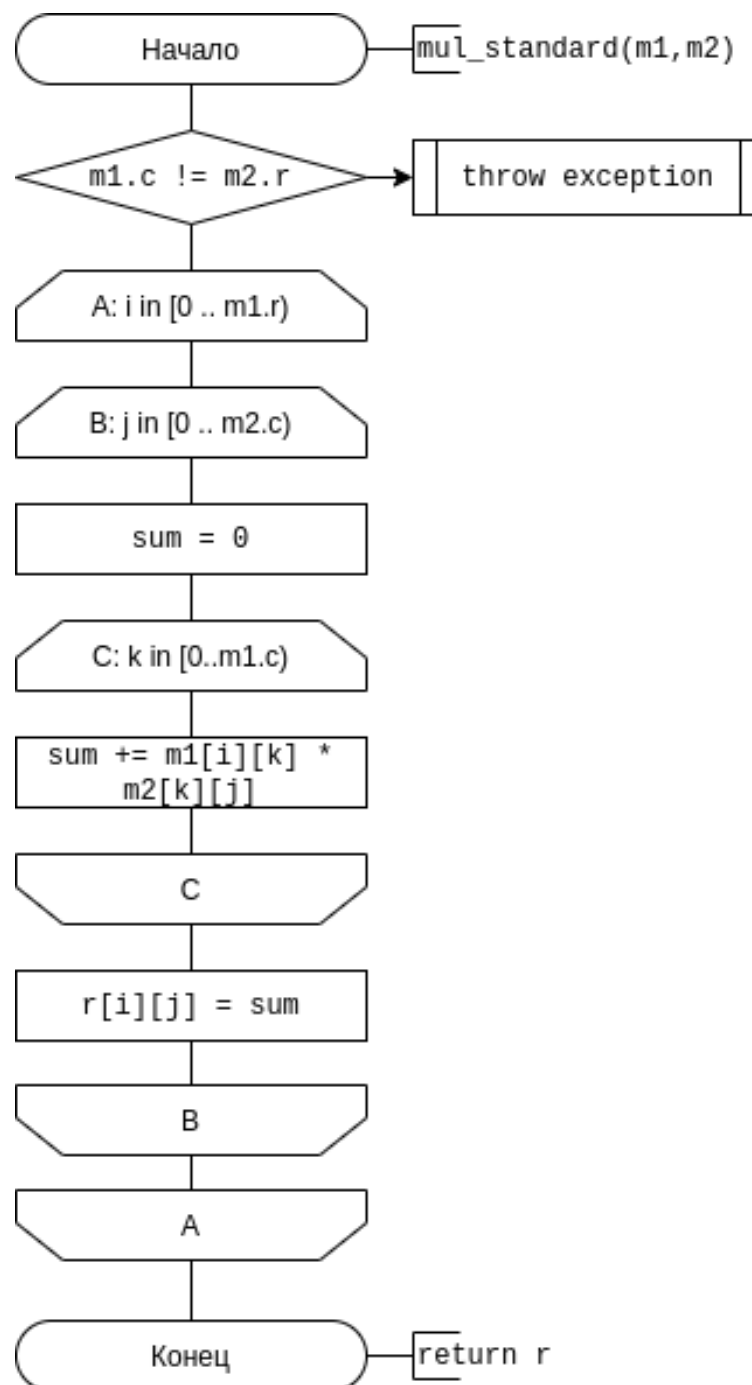 Начало
mul_standard(m1,m2)
m1.c != m2.r
throw exception
A: i in [0 .. m1.r)
B: j in [0 .. m2.c)
sum = 0
C: k in [0..m1.c)
sum += m1[i][k] *
m2[k][j]
C
r[i][j] = sum
B
A
Конец
return r